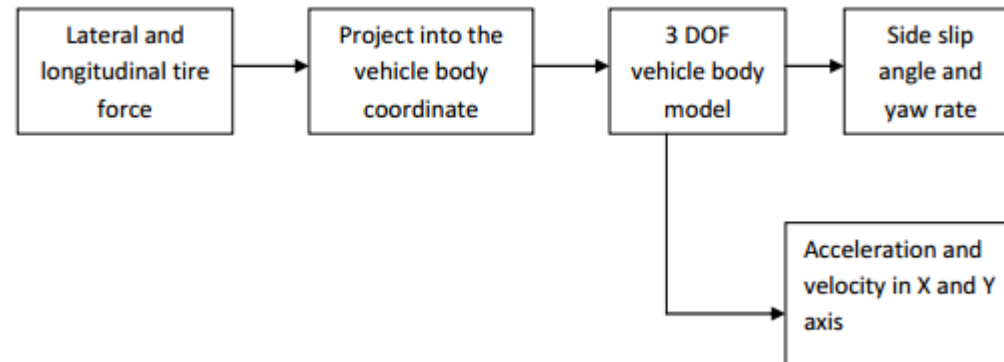 Lateral and
longitudinal tire
force
Project into the
vehicle body
coordinate
3 DOF
vehicle body
model
Side slip
angle and
yaw rate
Acceleration and
velocity in X and Y
axis